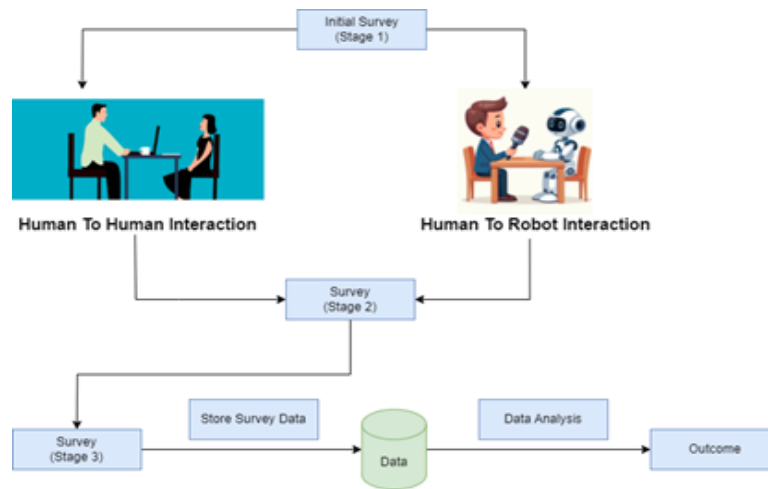 Initial Survey
(Stage 1)
Human To Human Interaction
Human To Robot Interaction
Survey
(Stage 2)
Store Survey Data
Data Analysis
Survey
(Stage 3)
Data
Outcome